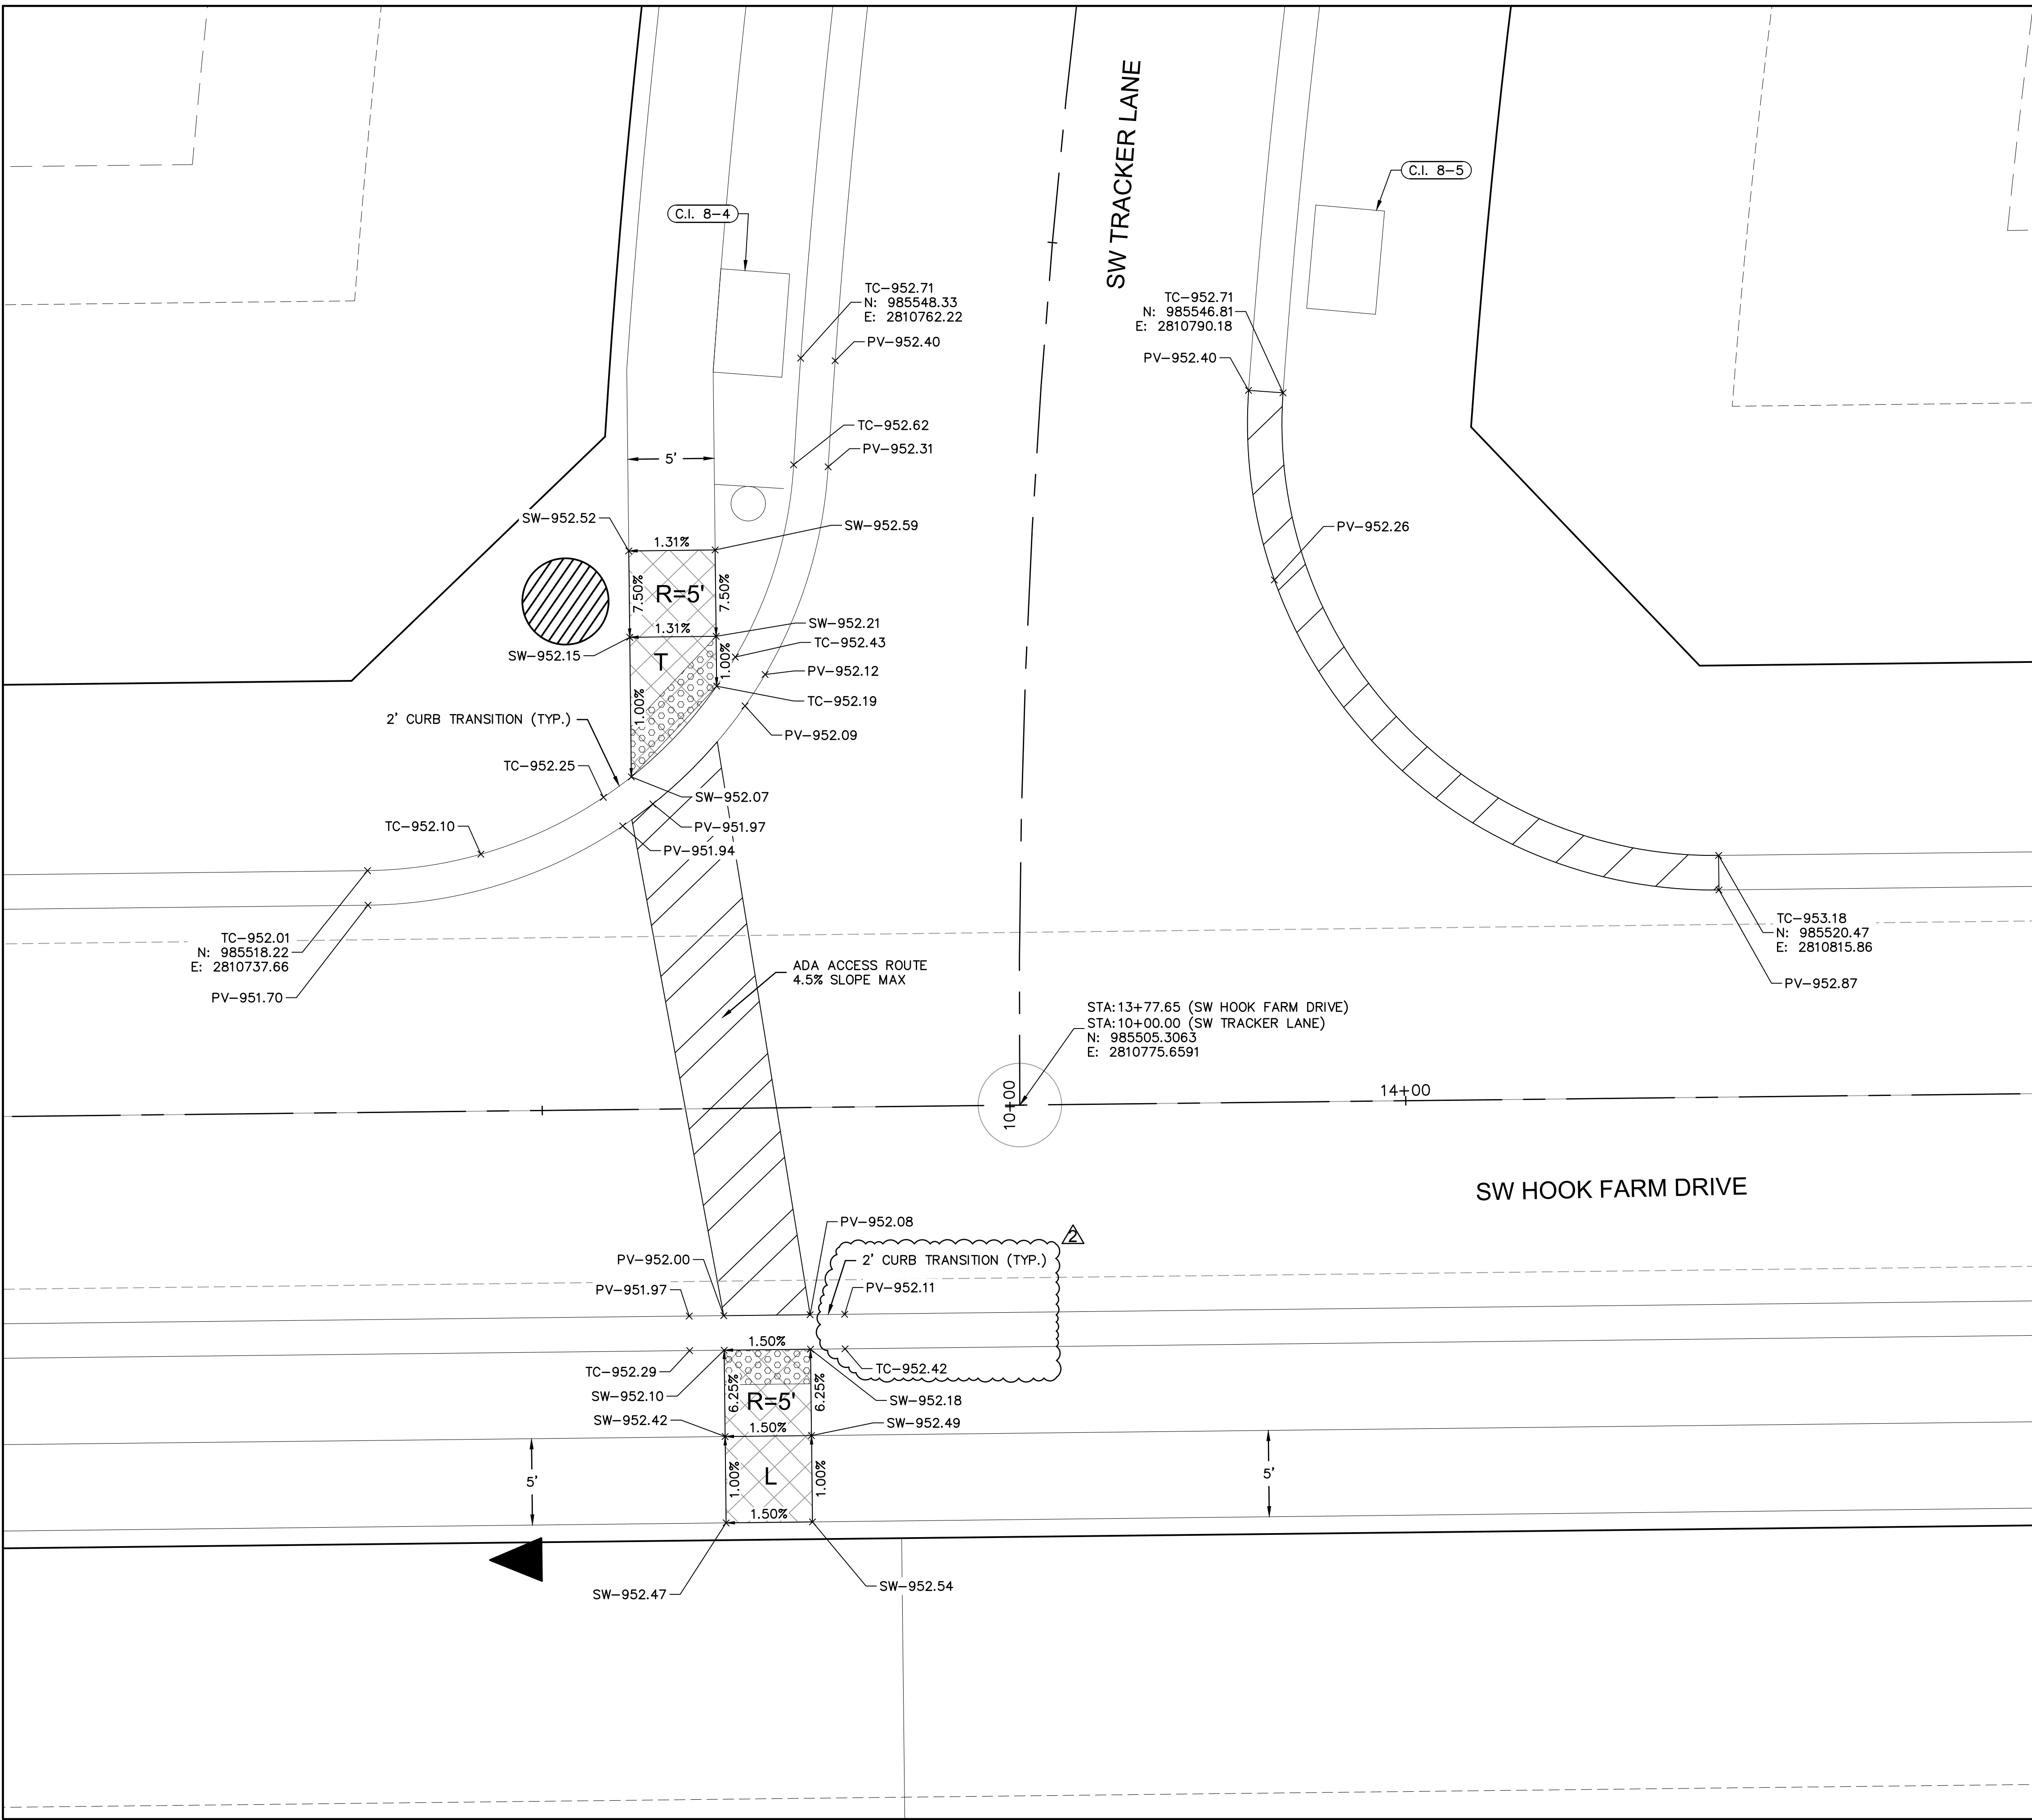 SW TRACKER LANE
C.I. 8-5
C.I. 8-4
TC-952.71
N: 985548.33
E: 2810762.22
PV-952.40
TC-952.71
N: 985546.81
E: 2810790.18
PV-952.40
TC-952.62
PV-952.31
5'
SW-952.52
SW-952.59
PV-952.26
1.31%
7.50%
R=5'
7.50%
SW-952.21
1.31%
TC-952.43
SW-952.15
T
1.00%
PV-952.12
TC-952.19
1.00%
2' CURB TRANSITION (TYP.)
PV-952.09
TC-952.25
SW-952.07
TC-952.10
PV-951.97
PV-951.94
TC-952.01
N: 985518.22
E: 2810737.66
PV-951.70
TC-953.18
N: 985520.47
E: 2810815.86
PV-952.87
ADA ACCESS ROUTE
4.5% SLOPE MAX
STA:13+77.65 (SW HOOK FARM DRIVE)
STA:10+00.00 (SW TRACKER LANE)
N: 985505.3063
E: 2810775.6591
10+00
14+00
SW HOOK FARM DRIVE
PV-952.08
2
PV-952.00
2' CURB TRANSITION (TYP.)
PV-951.97
PV-952.11
1.50%
TC-952.29
TC-952.42
6.25%
6.25%
SW-952.10
R=5'
SW-952.18
SW-952.42
1.50%
SW-952.49
5'
1.00%
L
1.00%
5'
1.50%
SW-952.47
SW-952.54